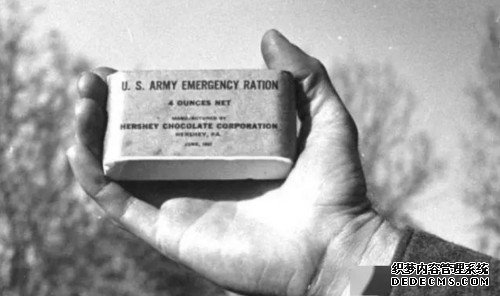 U. S. ARMY EMERGENCY RATION
4 OUNCES NET
MANUFACTURED BY
HERSHEY CHOCOLATE CORPORATION
HERSHEY, PA.
JUNE,
织梦内容管理系统
DEDECMS.COM